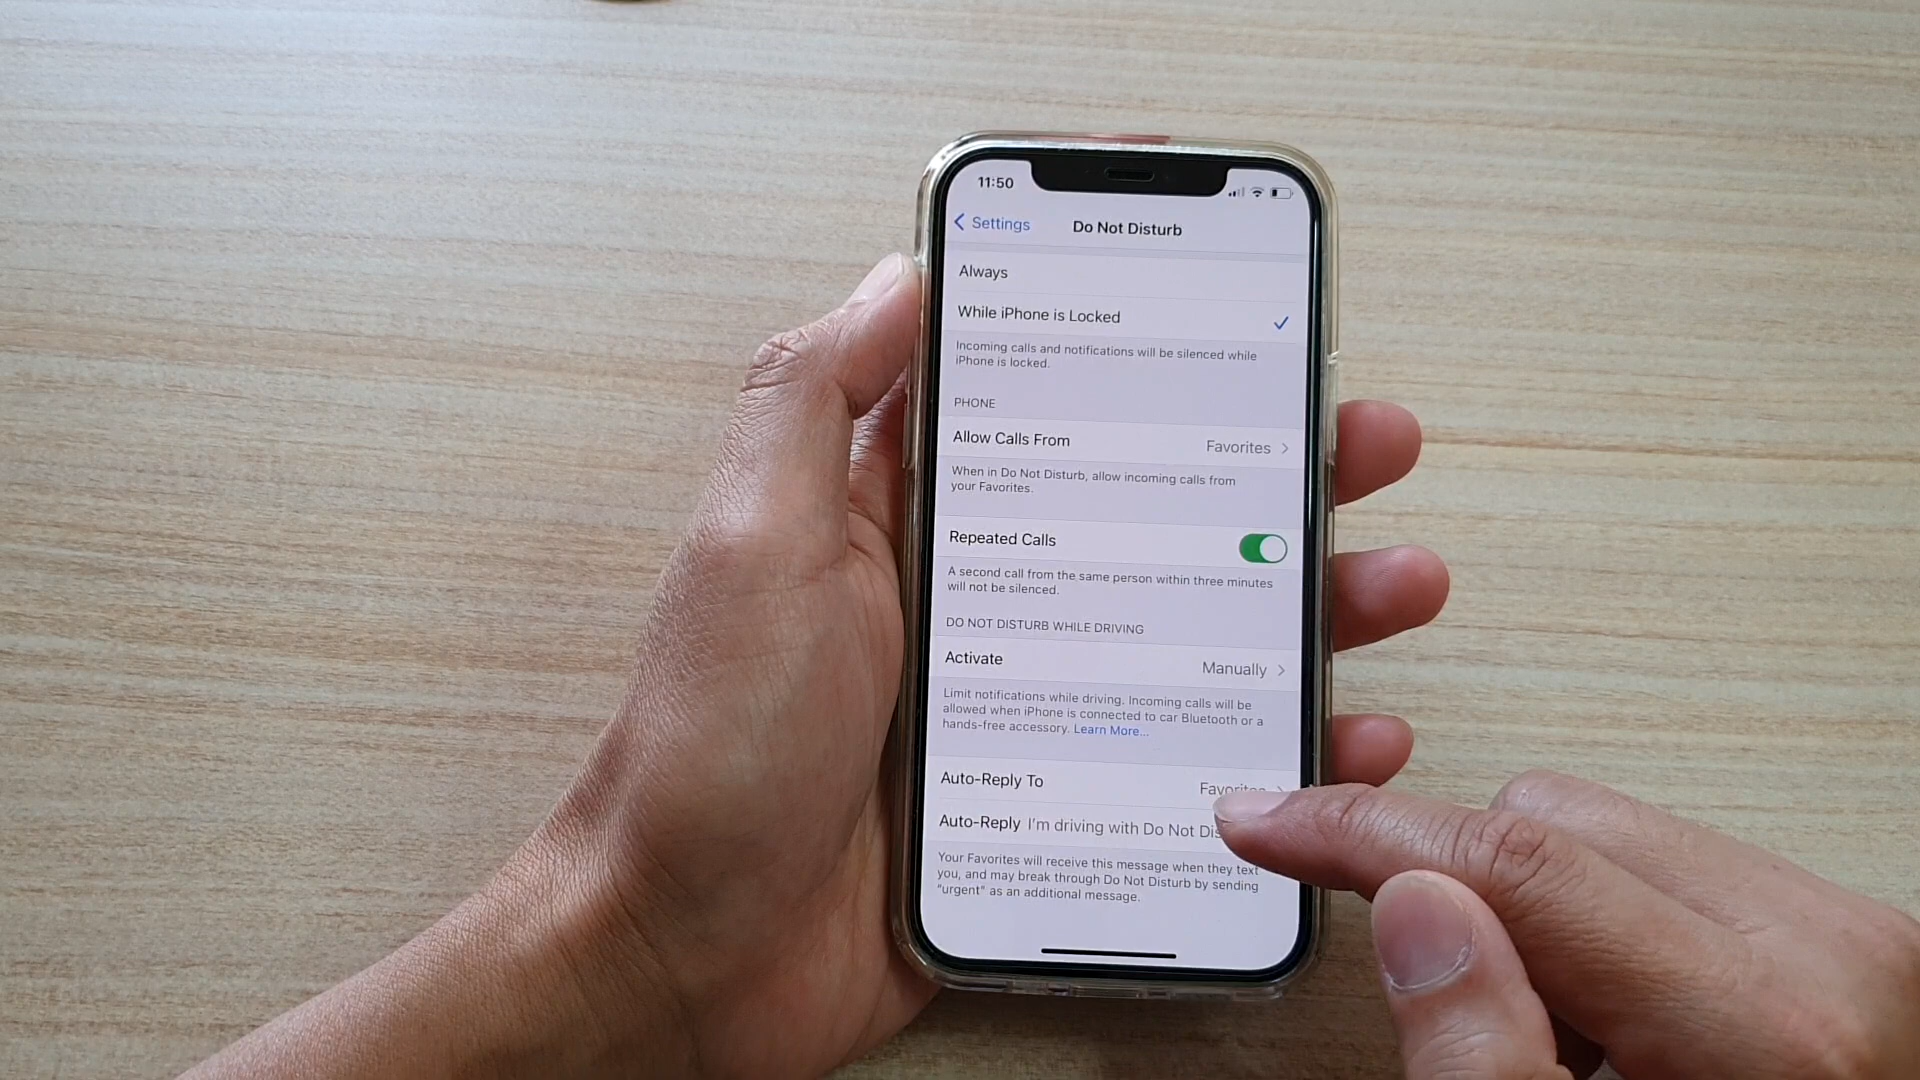 11:50
Settings
Do Not Disturb
Always
While iPhone is Locked
Incoming calls and notifications will be silenced while
iPhone is locked.
PHONE
Allow Calls From Favorites
When in Do Not Disturb, allow incoming calls from
your Favorites.
Repeated Calls
A second call from the same person within three minutes
will not be silenced.
DO NOT DISTURB WHILE DRIVING
Activate Manually
Limit notifications while driving. Incoming calls will be
allowed when iPhone is connected to car Bluetooth or a
hands-free accessory. Learn More...
Auto-Reply To Favorites
Auto-Reply I'm driving with Do Not
Your Favorites will receive this message when they text
you, and may break through Do Not Disturb by sending
"urgent" as an additional message.